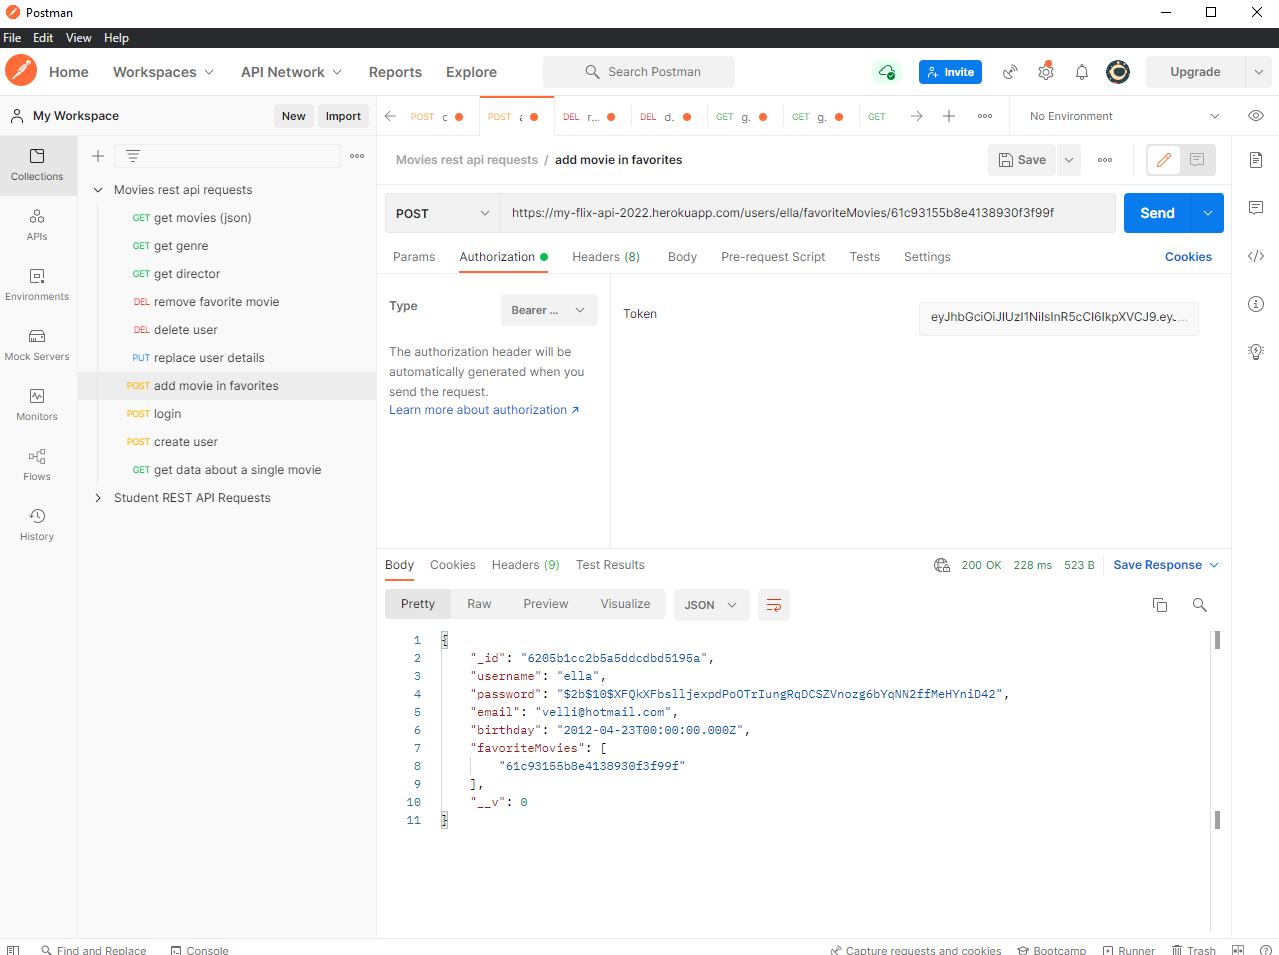 Postman
File Edit View Help
Home Workspaces API Network Reports Explore Search Postman Invite Upgrade
My Workspace New Import POST POST DEL r... DEL d. GET g. GET g. GET No Environment
Collections
APIs
Environments
Mock Servers
Monitors
Flows
History
Movies rest api requests
GET get movies (json)
GET get genre
GET get director
DEL remove favorite movie
DEL delete user
PUT replace user details
POST add movie in favorites
POST login
POST create user
GET get data about a single movie
Student REST API Requests
Movies rest api requests / add movie in favorites Save
POST https://my-flix-api-2022.herokuapp.com/users/ella/favoriteMovies/61c93155b8e4138930f3f99f Send
Params Authorization Headers (8) Body Pre-request Script Tests Settings Cookies
Type Bearer ...
The authorization header will be
automatically generated when you
send the request.
Learn more about authorization ↗
Token
Body Cookies Headers (9) Test Results 200 OK 228 ms 523 B Save Response
Pretty Raw Preview Visualize JSON
1 {
2 "_id": "6205b1cc2b5a5ddcdbd5195a",
3 "username": "ella",
4 "password": "$2b$10$XFQkXFbslljexpdPoOTrIungRqDCSZVnozg6bYqNN2ffMeHYniD42",
5 "email": "velli@hotmail.com",
6 "birthday": "2012-04-23T00:00:00.000Z",
7 "favoriteMovies": [
8 "61c93155b8e4138930f3f99f"
9 ],
10 "__v": 0
11 }
Find and Replace Console Capture requests and cookies Bootcamp Runner Trash